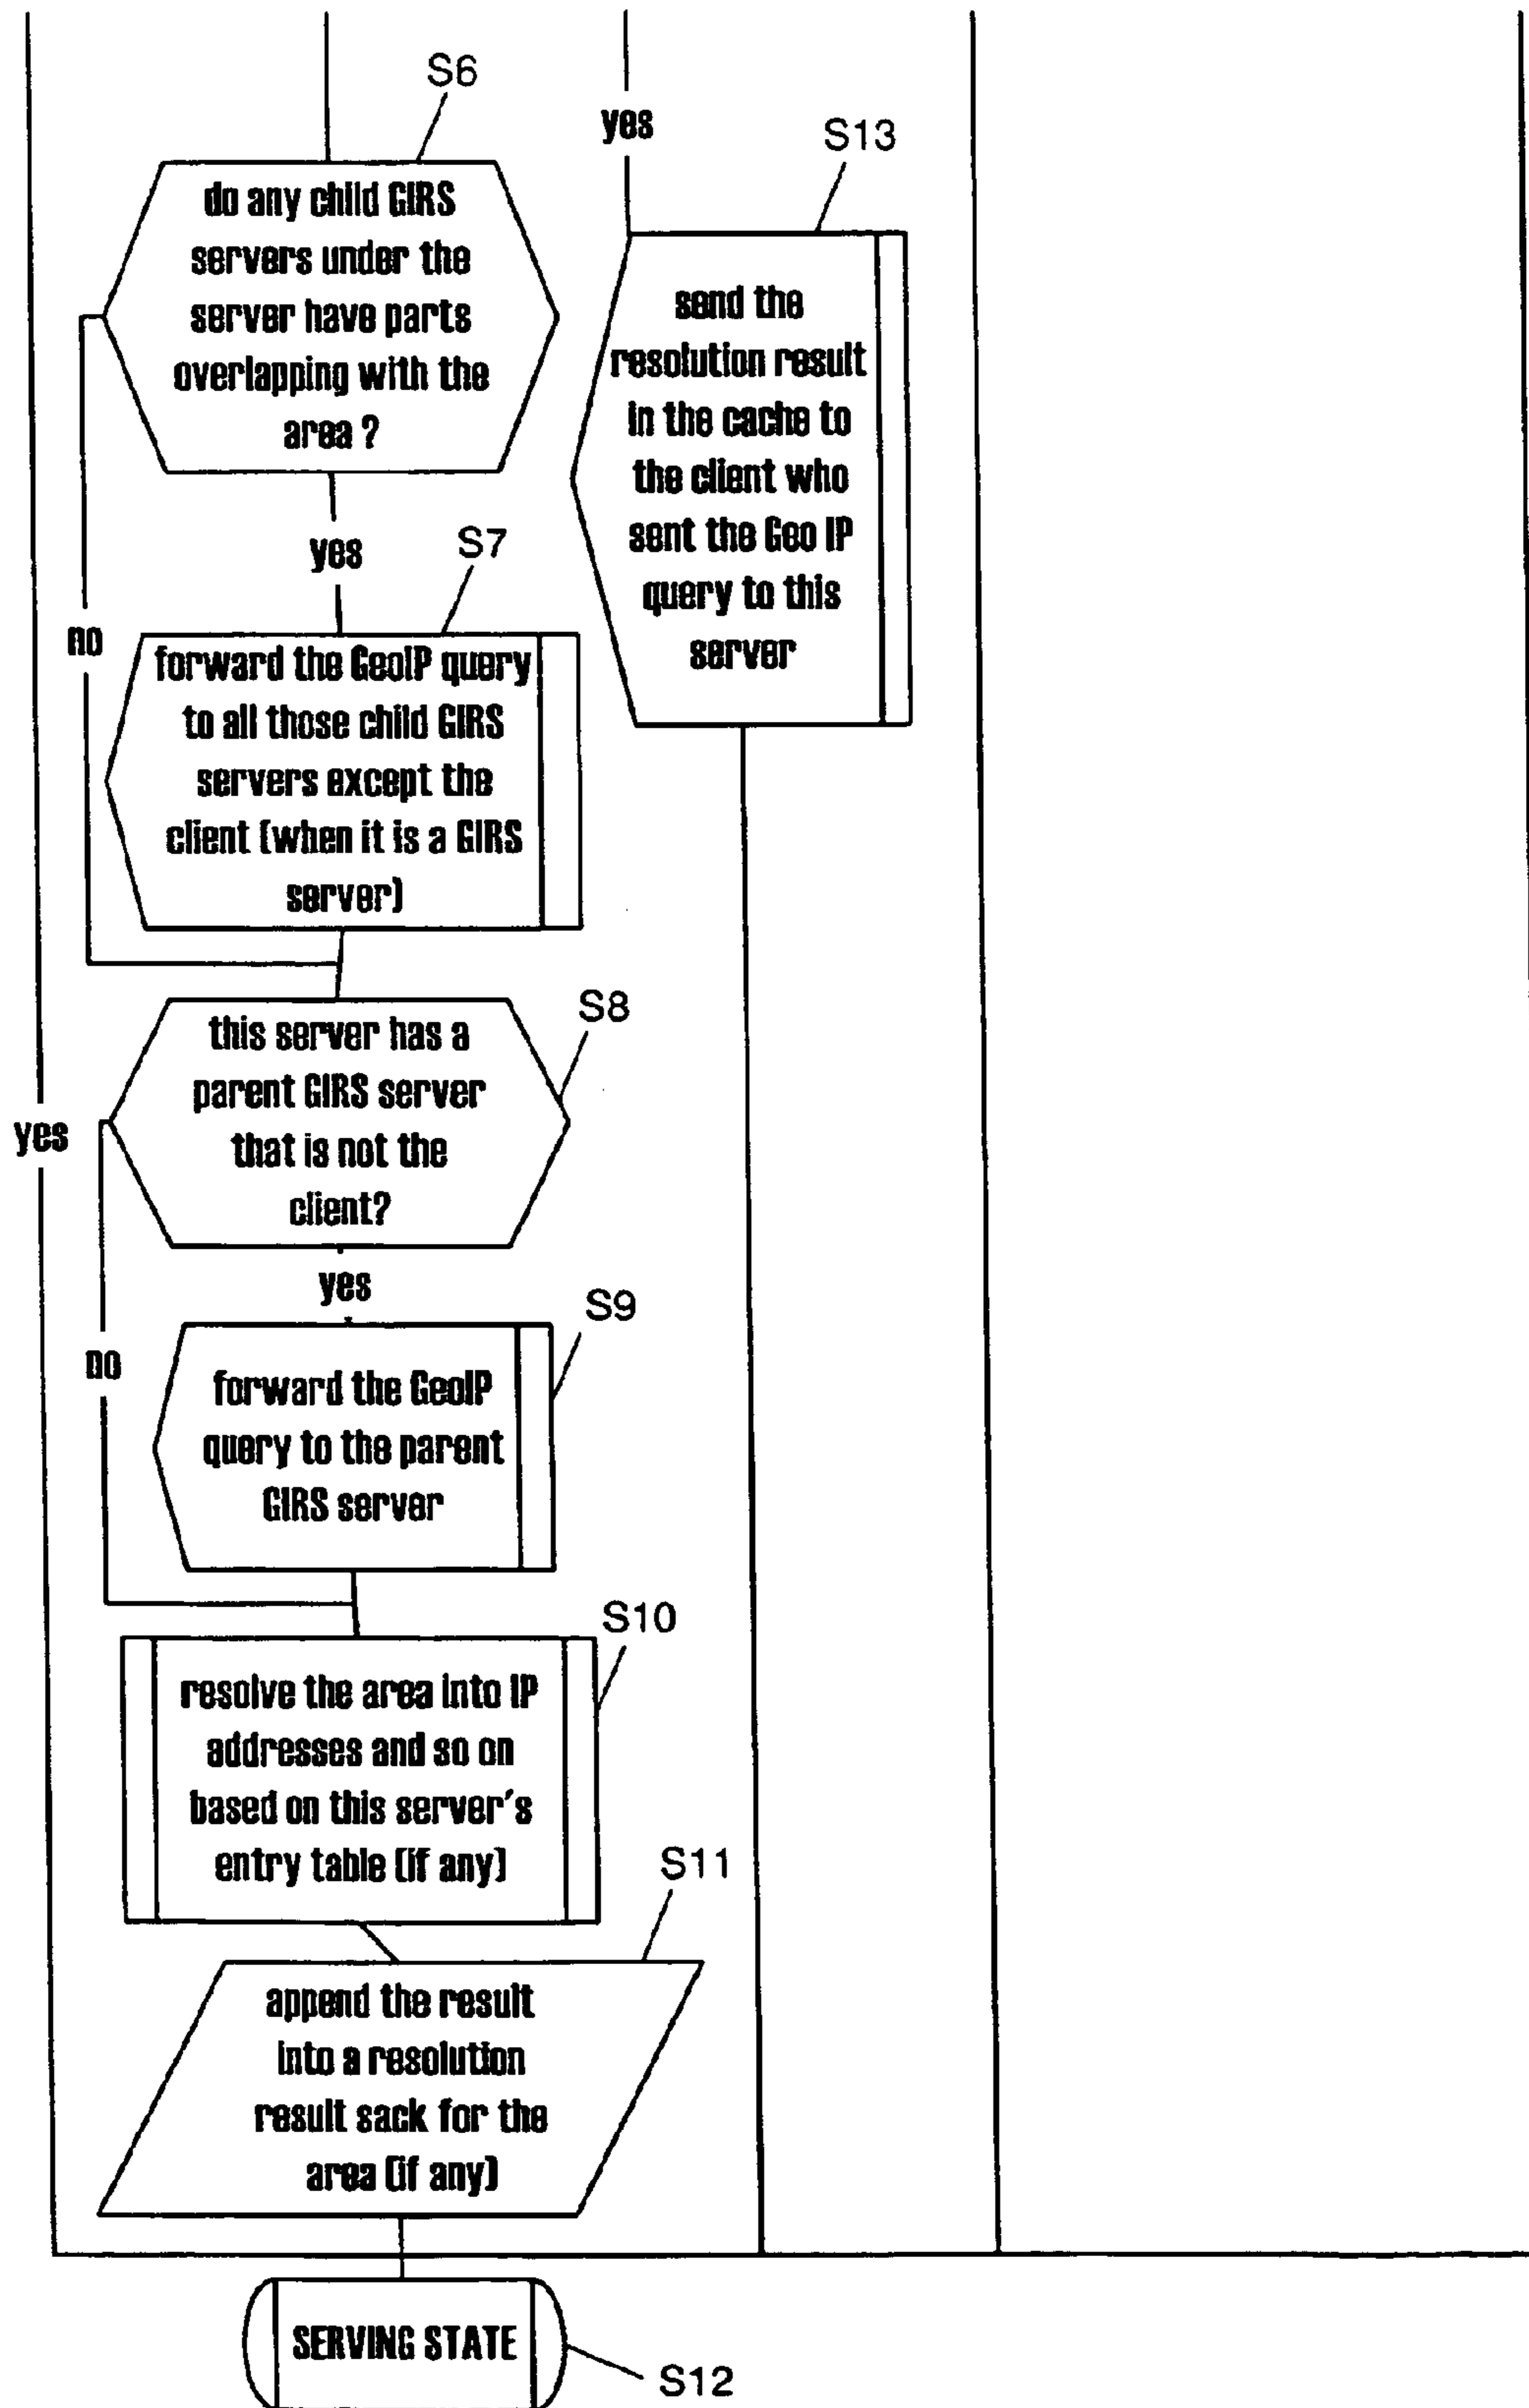 S6
do any child GIRS
servers under the
server have parts
overlapping with the
area ?
yes
S13
send the
resolution result
in the cache to
the client who
sent the Geo IP
query to this
server
yes
no
S7
forward the GeoIP query
to all those child GIRS
servers except the
client (when it is a GIRS
server)
S8
this server has a
parent GIRS server
that is not the
client?
yes
yes
no
S9
forward the GeoIP
query to the parent
GIRS server
S10
resolve the area into IP
addresses and so on
based on this server's
entry table (if any)
S11
append the result
into a resolution
result sack for the
area (if any)
SERVING STATE
S12